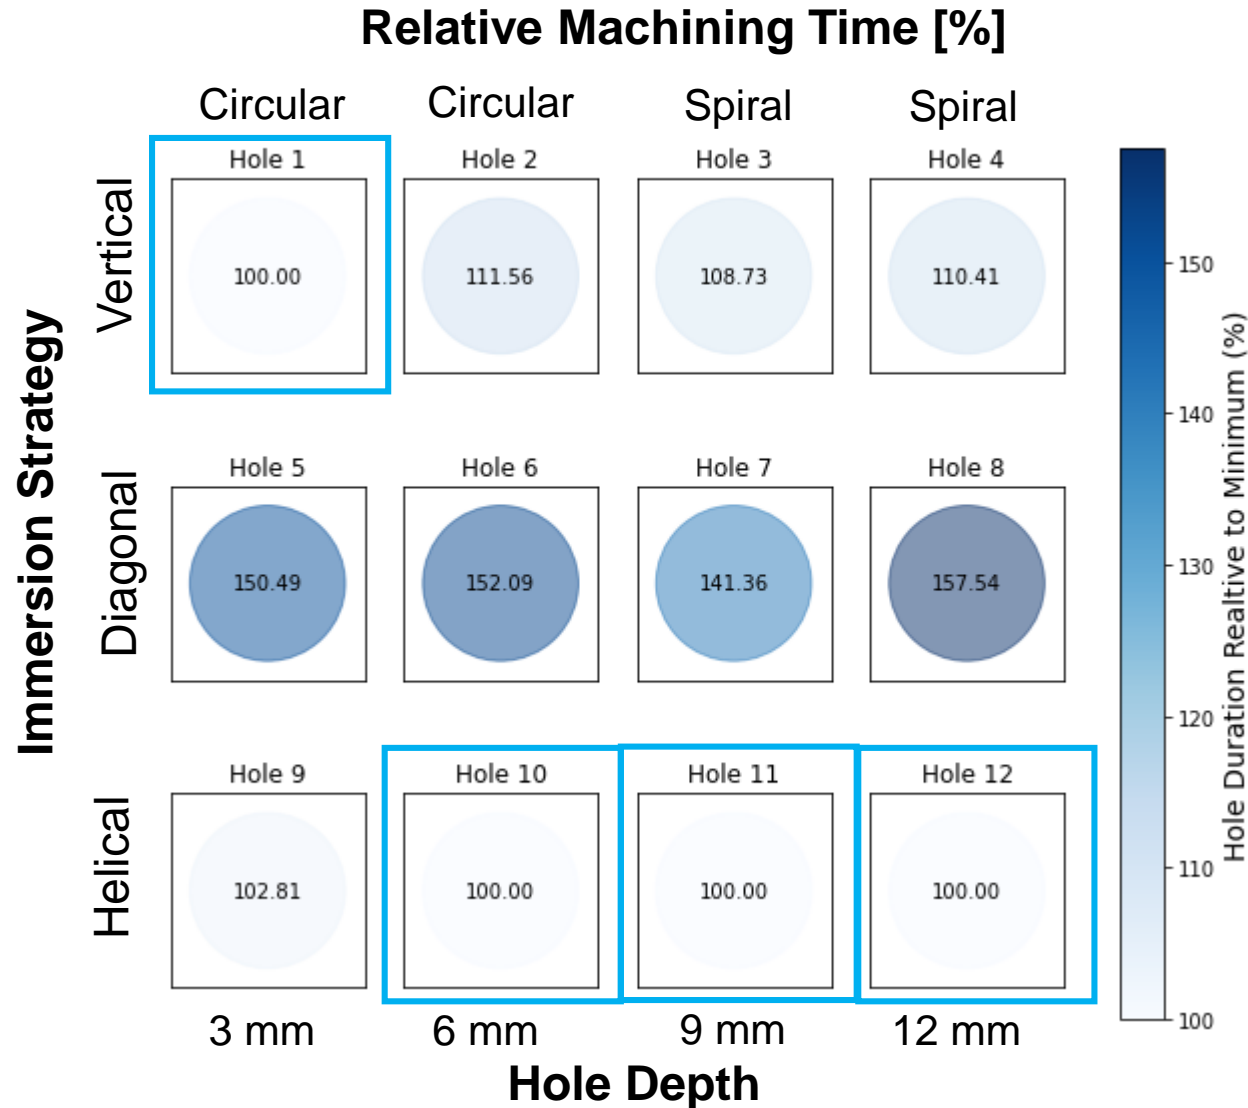 Relative Machining Time [%]
Circular Circular Spiral Spiral
Immersion Strategy
Vertical
Hole 1 Hole 2 Hole 3 Hole 4
100.00 111.56 108.73 110.41
Diagonal
Hole 5 Hole 6 Hole 7 Hole 8
150.49 152.09 141.36 157.54
Helical
Hole 9 Hole 10 Hole 11 Hole 12
102.81 100.00 100.00 100.00
3 mm 6 mm 9 mm 12 mm
Hole Depth
150
140
130
120
110
100
Hole Duration Realtive to Minimum (%)